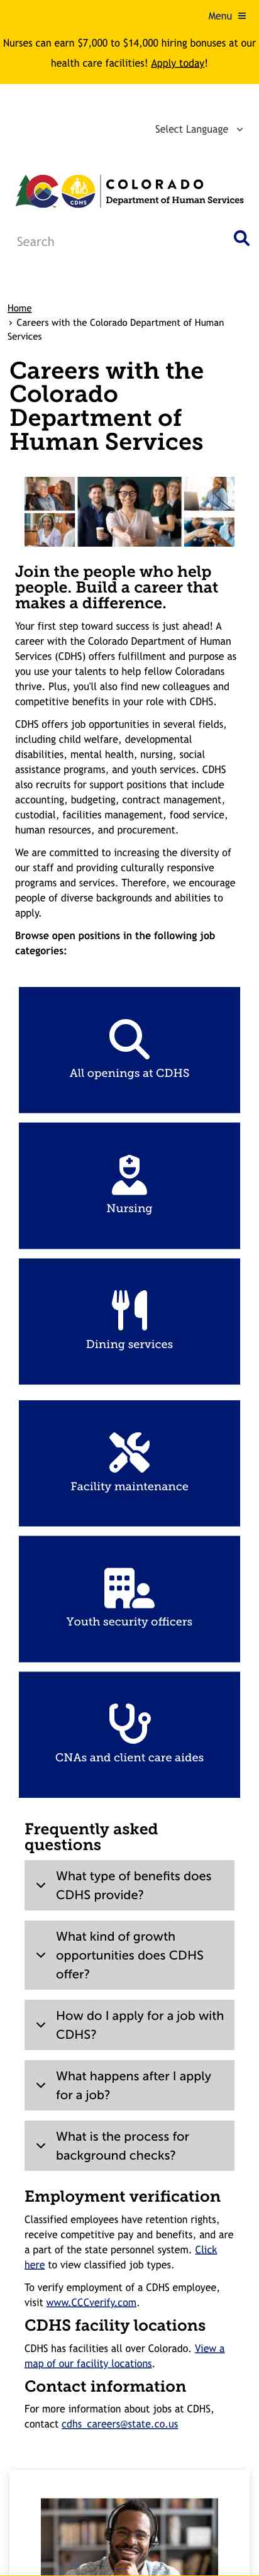 Menu
Nurses can earn $7,000 to $14,000 hiring bonuses at our
health care facilities! Apply today!
Select Language
CDHS
COLORADO
Department of Human Services
Search
Home
› Careers with the Colorado Department of Human
Services
Careers with the
Colorado
Department of
Human Services
Join the people who help
people. Build a career that
makes a difference.
Your first step toward success is just ahead! A
career with the Colorado Department of Human
Services (CDHS) offers fulfillment and purpose as
you use your talents to help fellow Coloradans
thrive. Plus, you'll also find new colleagues and
competitive benefits in your role with CDHS.
CDHS offers job opportunities in several fields,
including child welfare, developmental
disabilities, mental health, nursing, social
assistance programs, and youth services. CDHS
also recruits for support positions that include
accounting, budgeting, contract management,
custodial, facilities management, food service,
human resources, and procurement.
We are committed to increasing the diversity of
our staff and providing culturally responsive
programs and services. Therefore, we encourage
people of diverse backgrounds and abilities to
apply.
Browse open positions in the following job
categories:
All openings at CDHS
Nursing
Dining services
Facility maintenance
Youth security officers
CNAs and client care aides
Frequently asked
questions
What type of benefits does
CDHS provide?
What kind of growth
opportunities does CDHS
offer?
How do I apply for a job with
CDHS?
What happens after I apply
for a job?
What is the process for
background checks?
Employment verification
Classified employees have retention rights,
receive competitive pay and benefits, and are
a part of the state personnel system. Click
here to view classified job types.
To verify employment of a CDHS employee,
visit www.CCCverify.com.
CDHS facility locations
CDHS has facilities all over Colorado. View a
map of our facility locations.
Contact information
For more information about jobs at CDHS,
contact cdhs_careers@state.co.us